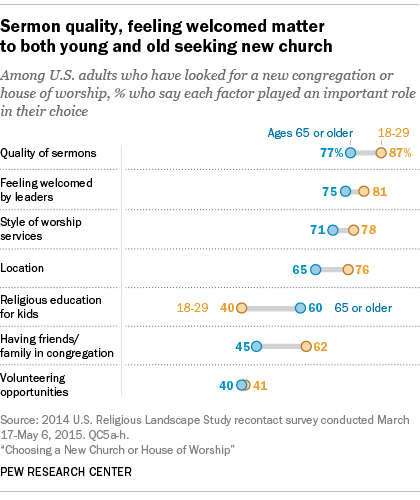 Sermon quality, feeling welcomed matter
to both young and old seeking new church
Among U.S. adults who have looked for a new congregation or
house of worship, % who say each factor played an important role
in their choice
Ages 65 or older 18-29
Quality of sermons 77% 87%
Feeling welcomed
by leaders 75 81
Style of worship
services 71 78
Location 65 76
Religious education
for kids 18-29 40 60 65 or older
Having friends/
family in congregation 45 62
Volunteering
opportunities 40 41
Source: 2014 U.S. Religious Landscape Study recontact survey conducted March
17-May 6, 2015. QC5a-h.
“Choosing a New Church or House of Worship”
PEW RESEARCH CENTER